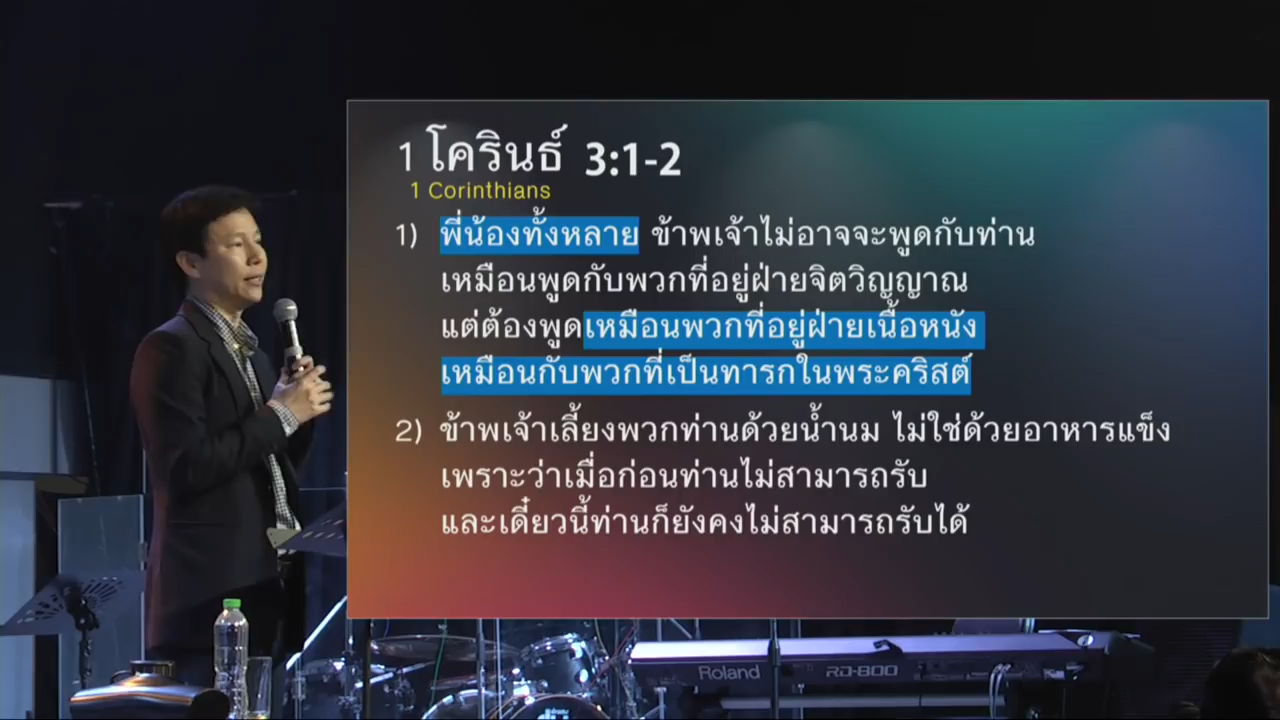 1 โครินธ์ 3:1-2
1 Corinthians
1) พี่น้องทั้งหลาย ข้าพเจ้าไม่อาจจะพูดกับท่าน
เหมือนพูดกับพวกที่อยู่ฝ่ายจิตวิญญาณ
แต่ต้องพูดเหมือนพวกที่อยู่ฝ่ายเนื้อหนัง
เหมือนกับพวกที่เป็นทารกในพระคริสต์
2) ข้าพเจ้าเลี้ยงพวกท่านด้วยน้ำนม ไม่ใช่ด้วยอาหารแข็ง
เพราะว่าเมื่อก่อนท่านไม่สามารถรับ
และเดี๋ยวนี้ท่านก็ยังคงไม่สามารถรับได้
Roland RD-800